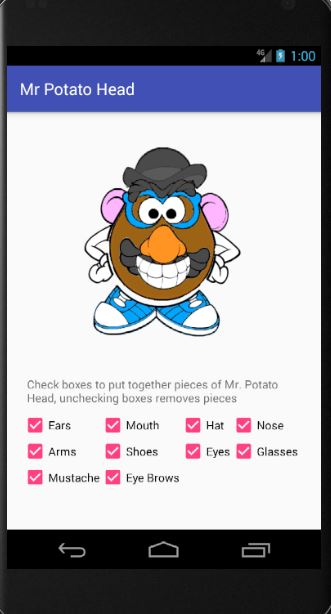 4G 1:00
Mr Potato Head
Check boxes to put together pieces of Mr. Potato
Head, unchecking boxes removes pieces
Ears Mouth Hat Nose
Arms Shoes Eyes Glasses
Mustache Eye Brows